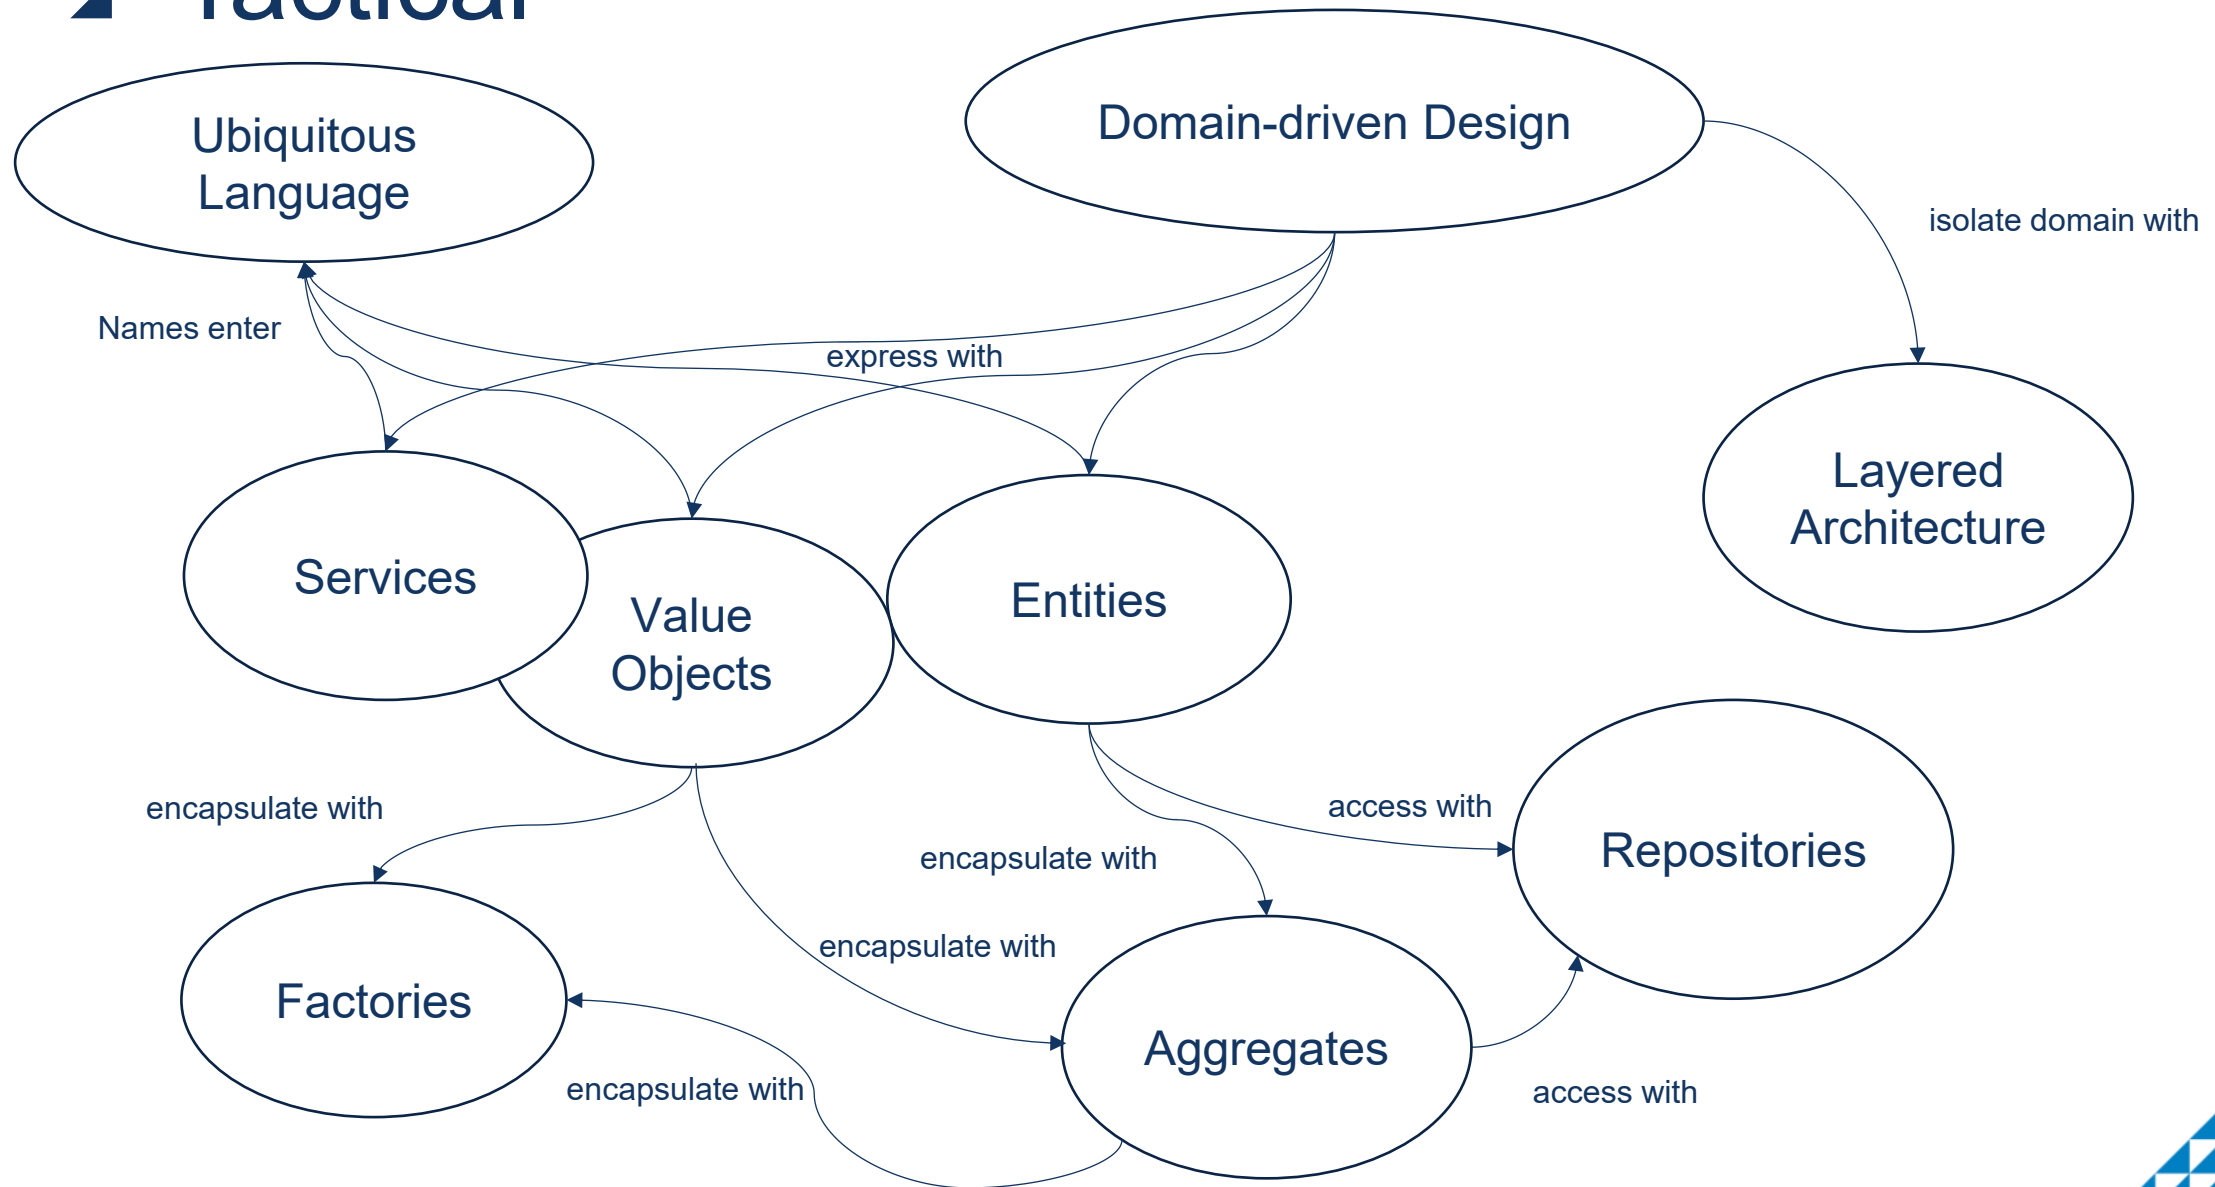 Tactical
Ubiquitous
Language
Domain-driven Design
isolate domain with
Names enter
express with
Layered
Architecture
Services
Value
Objects
Entities
encapsulate with
access with
encapsulate with
Repositories
encapsulate with
Factories
Aggregates
encapsulate with
access with